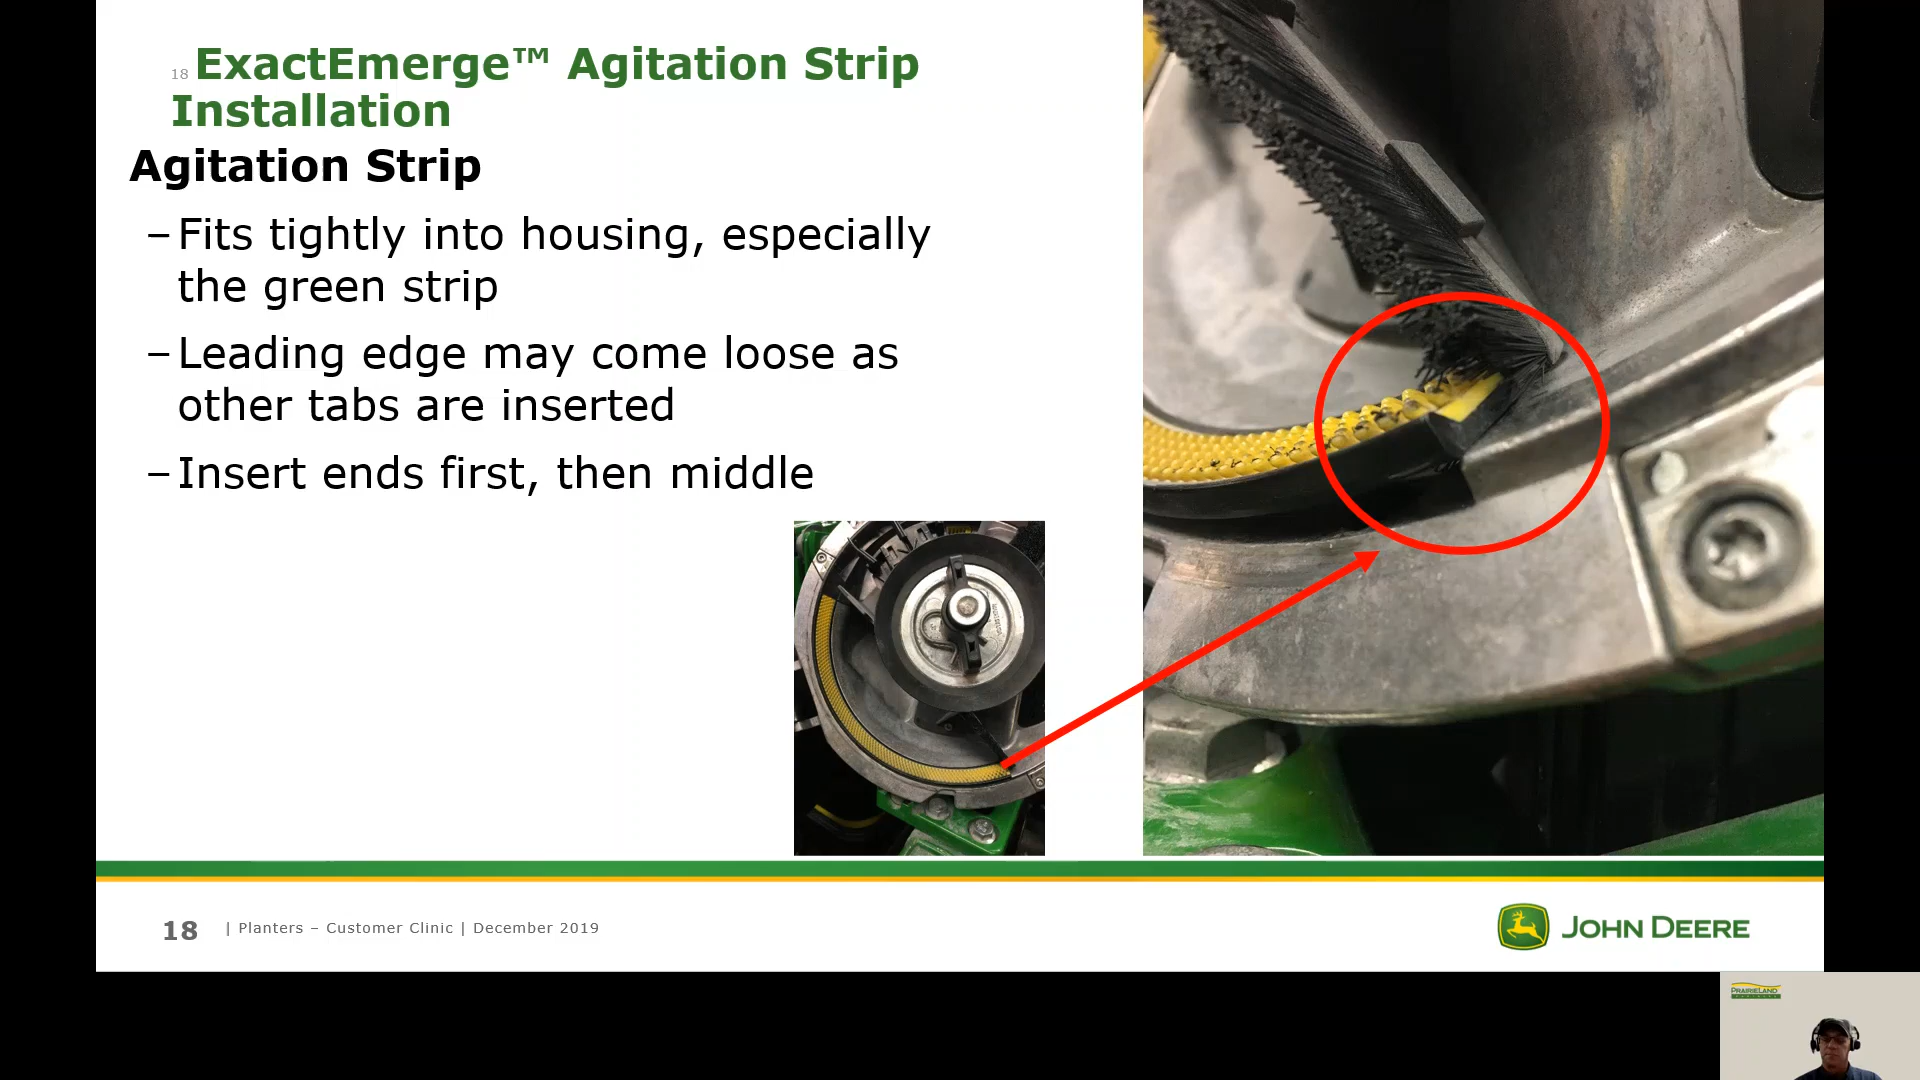 18 ExactEmerge™ Agitation Strip
Installation
Agitation Strip
–Fits tightly into housing, especially
the green strip
–Leading edge may come loose as
other tabs are inserted
–Insert ends first, then middle
18 | Planters – Customer Clinic | December 2019
JOHN DEERE
PRAIRIELAND